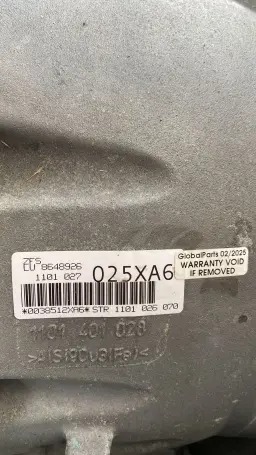 ZFS
CU 8648926
1101 027
025XA6
GlobalParts 02/2025
WARRANTY VOID
IF REMOVED
*0038512XA6* STR 1101 026 070
1101 401 028